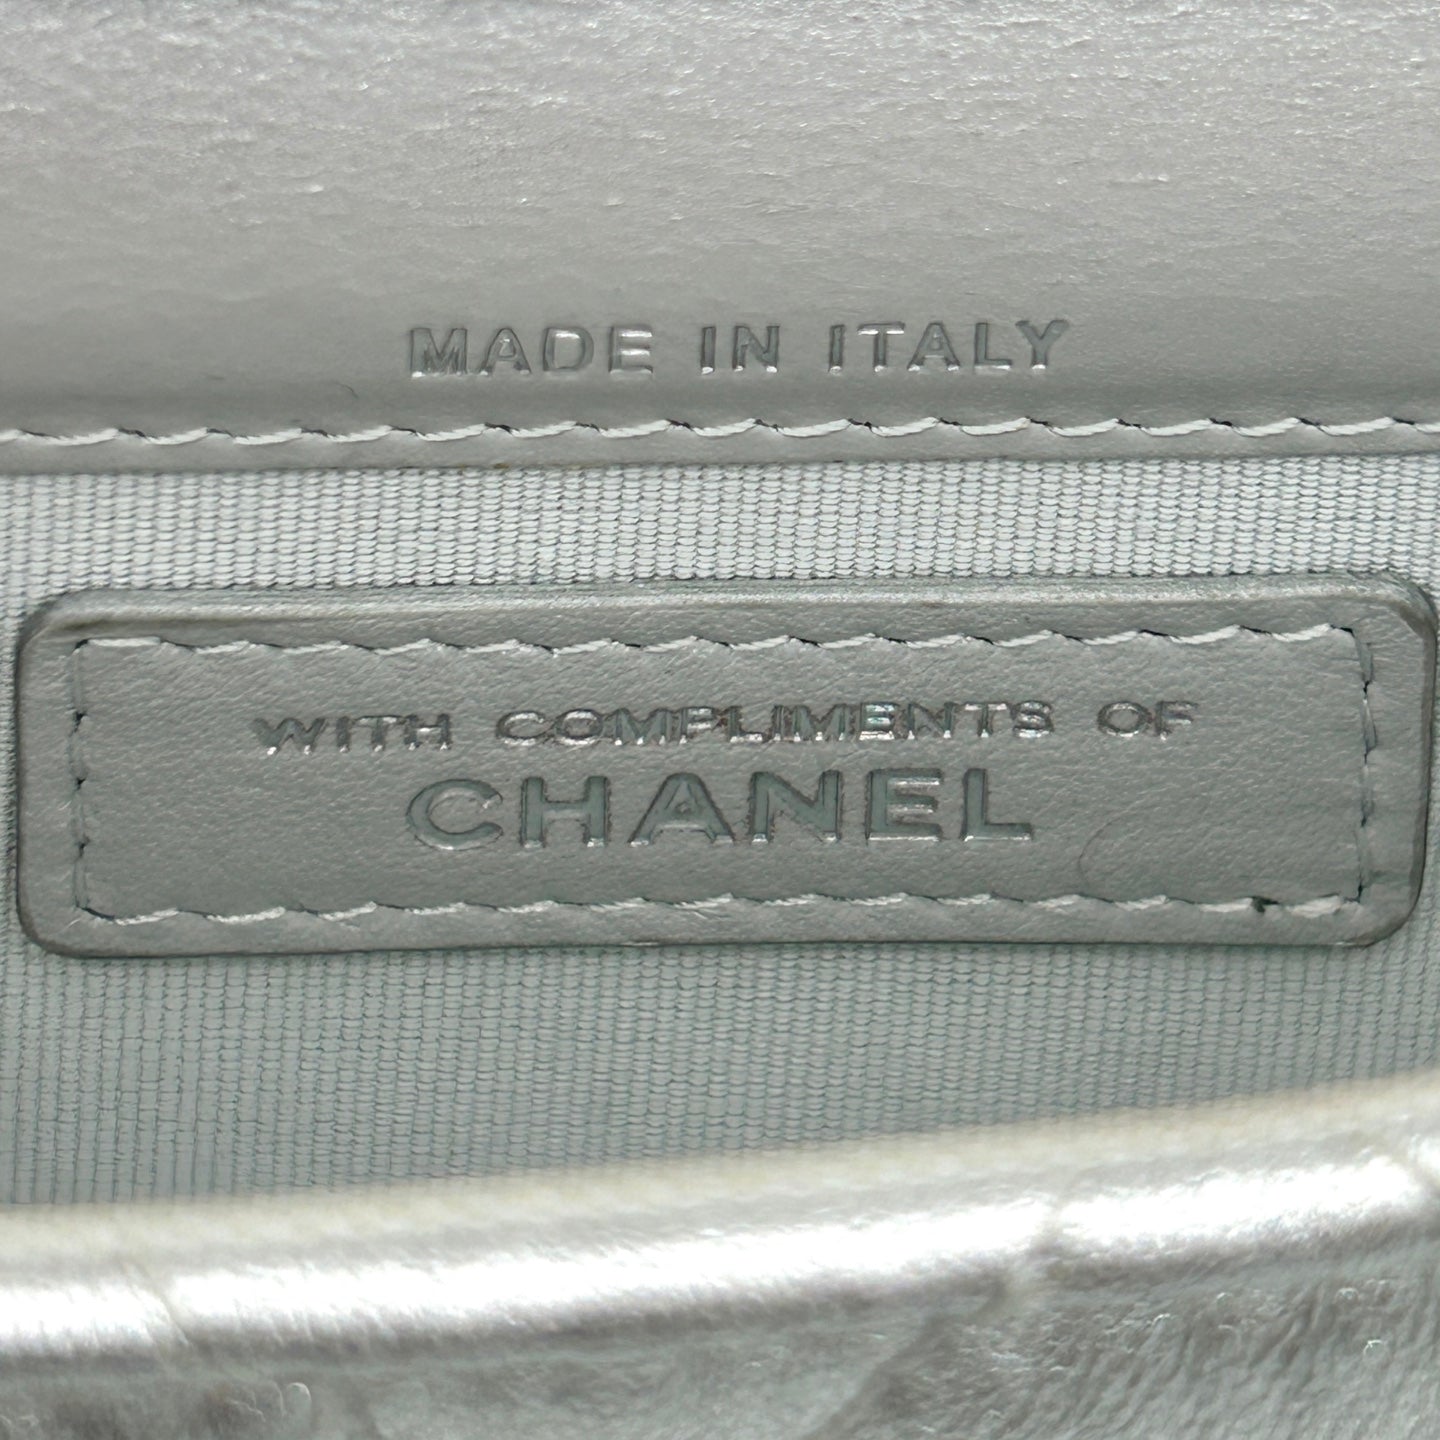 MADE IN ITALY
WITH COMPLIMENTS OF
CHANEL